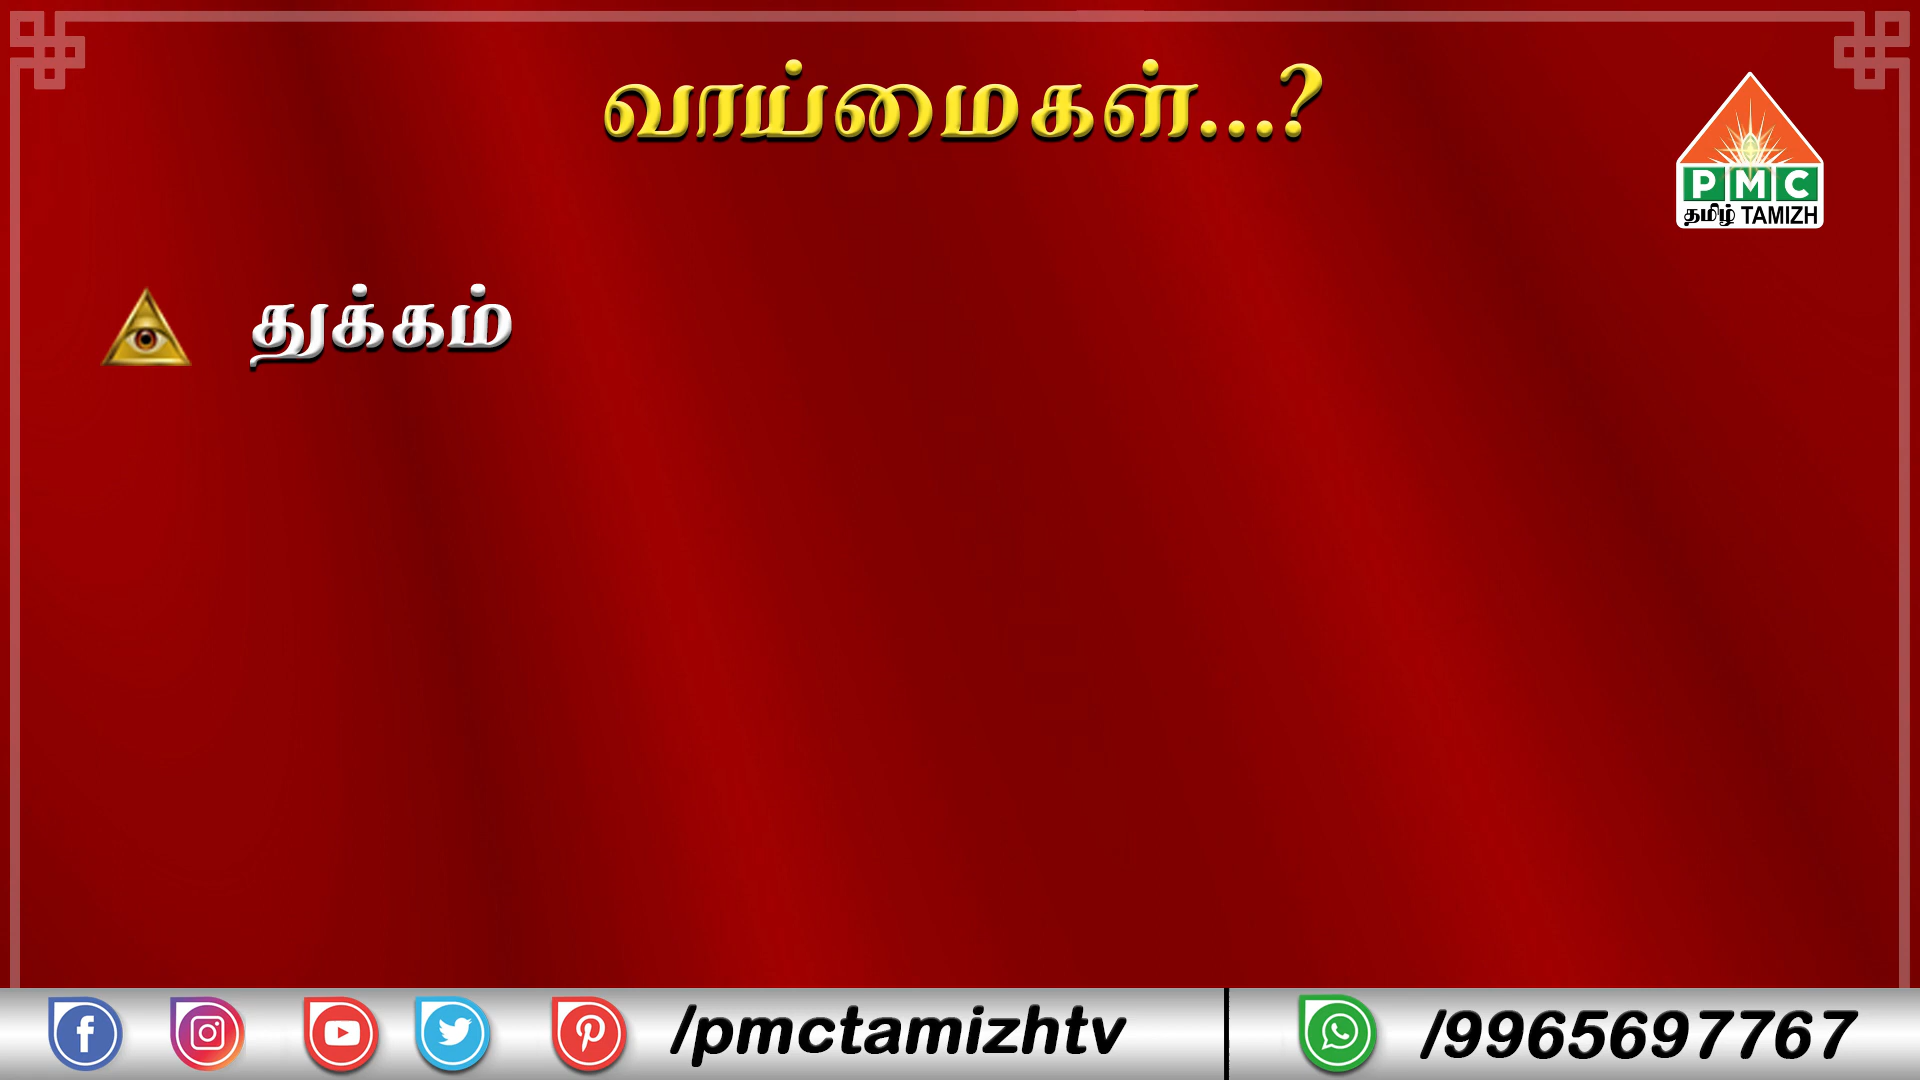 வாய்மைகள்...?
PMC
தமிழ் TAMIZH
துக்கம்
/pmctamizhtv
/9965697767